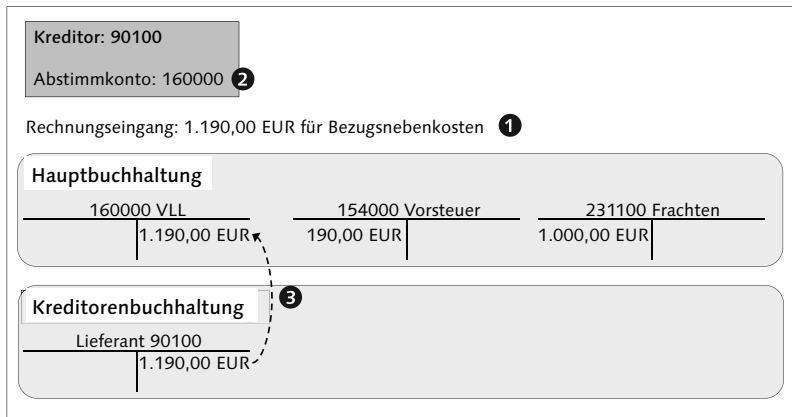 Kreditor: 90100
Abstimmkonto: 160000 2
Rechnungseingang: 1.190,00 EUR für Bezugsnebenkosten 1
Hauptbuchhaltung
160000 VLL 154000 Vorsteuer 231100 Frachten
1.190,00 EUR 190,00 EUR 1.000,00 EUR
3
Kreditorenbuchhaltung
Lieferant 90100
1.190,00 EUR